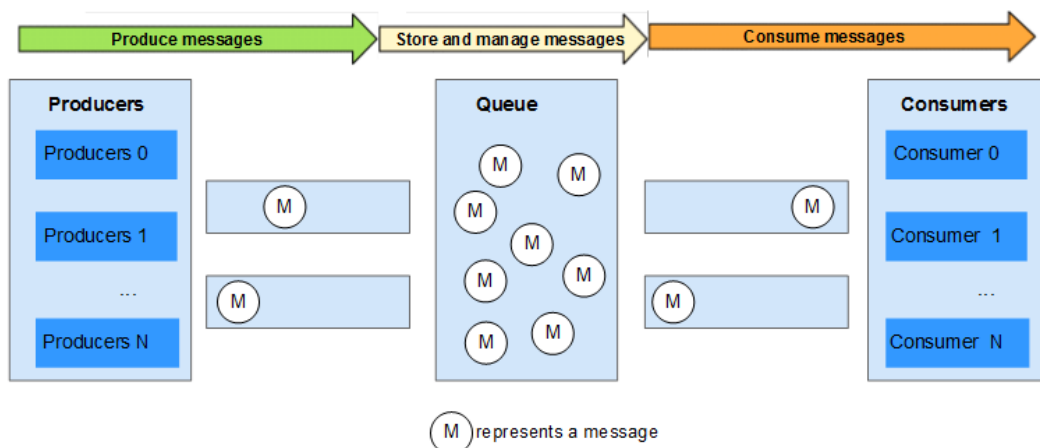 Produce messages
Store and manage messages
Consume messages
Producers
Queue
Consumers
Producers 0
Producers 1
...
Producers N
M
M
M
M
M
M
M
M
M
M
M
M
Consumer 0
Consumer 1
...
Consumer N
M represents a message